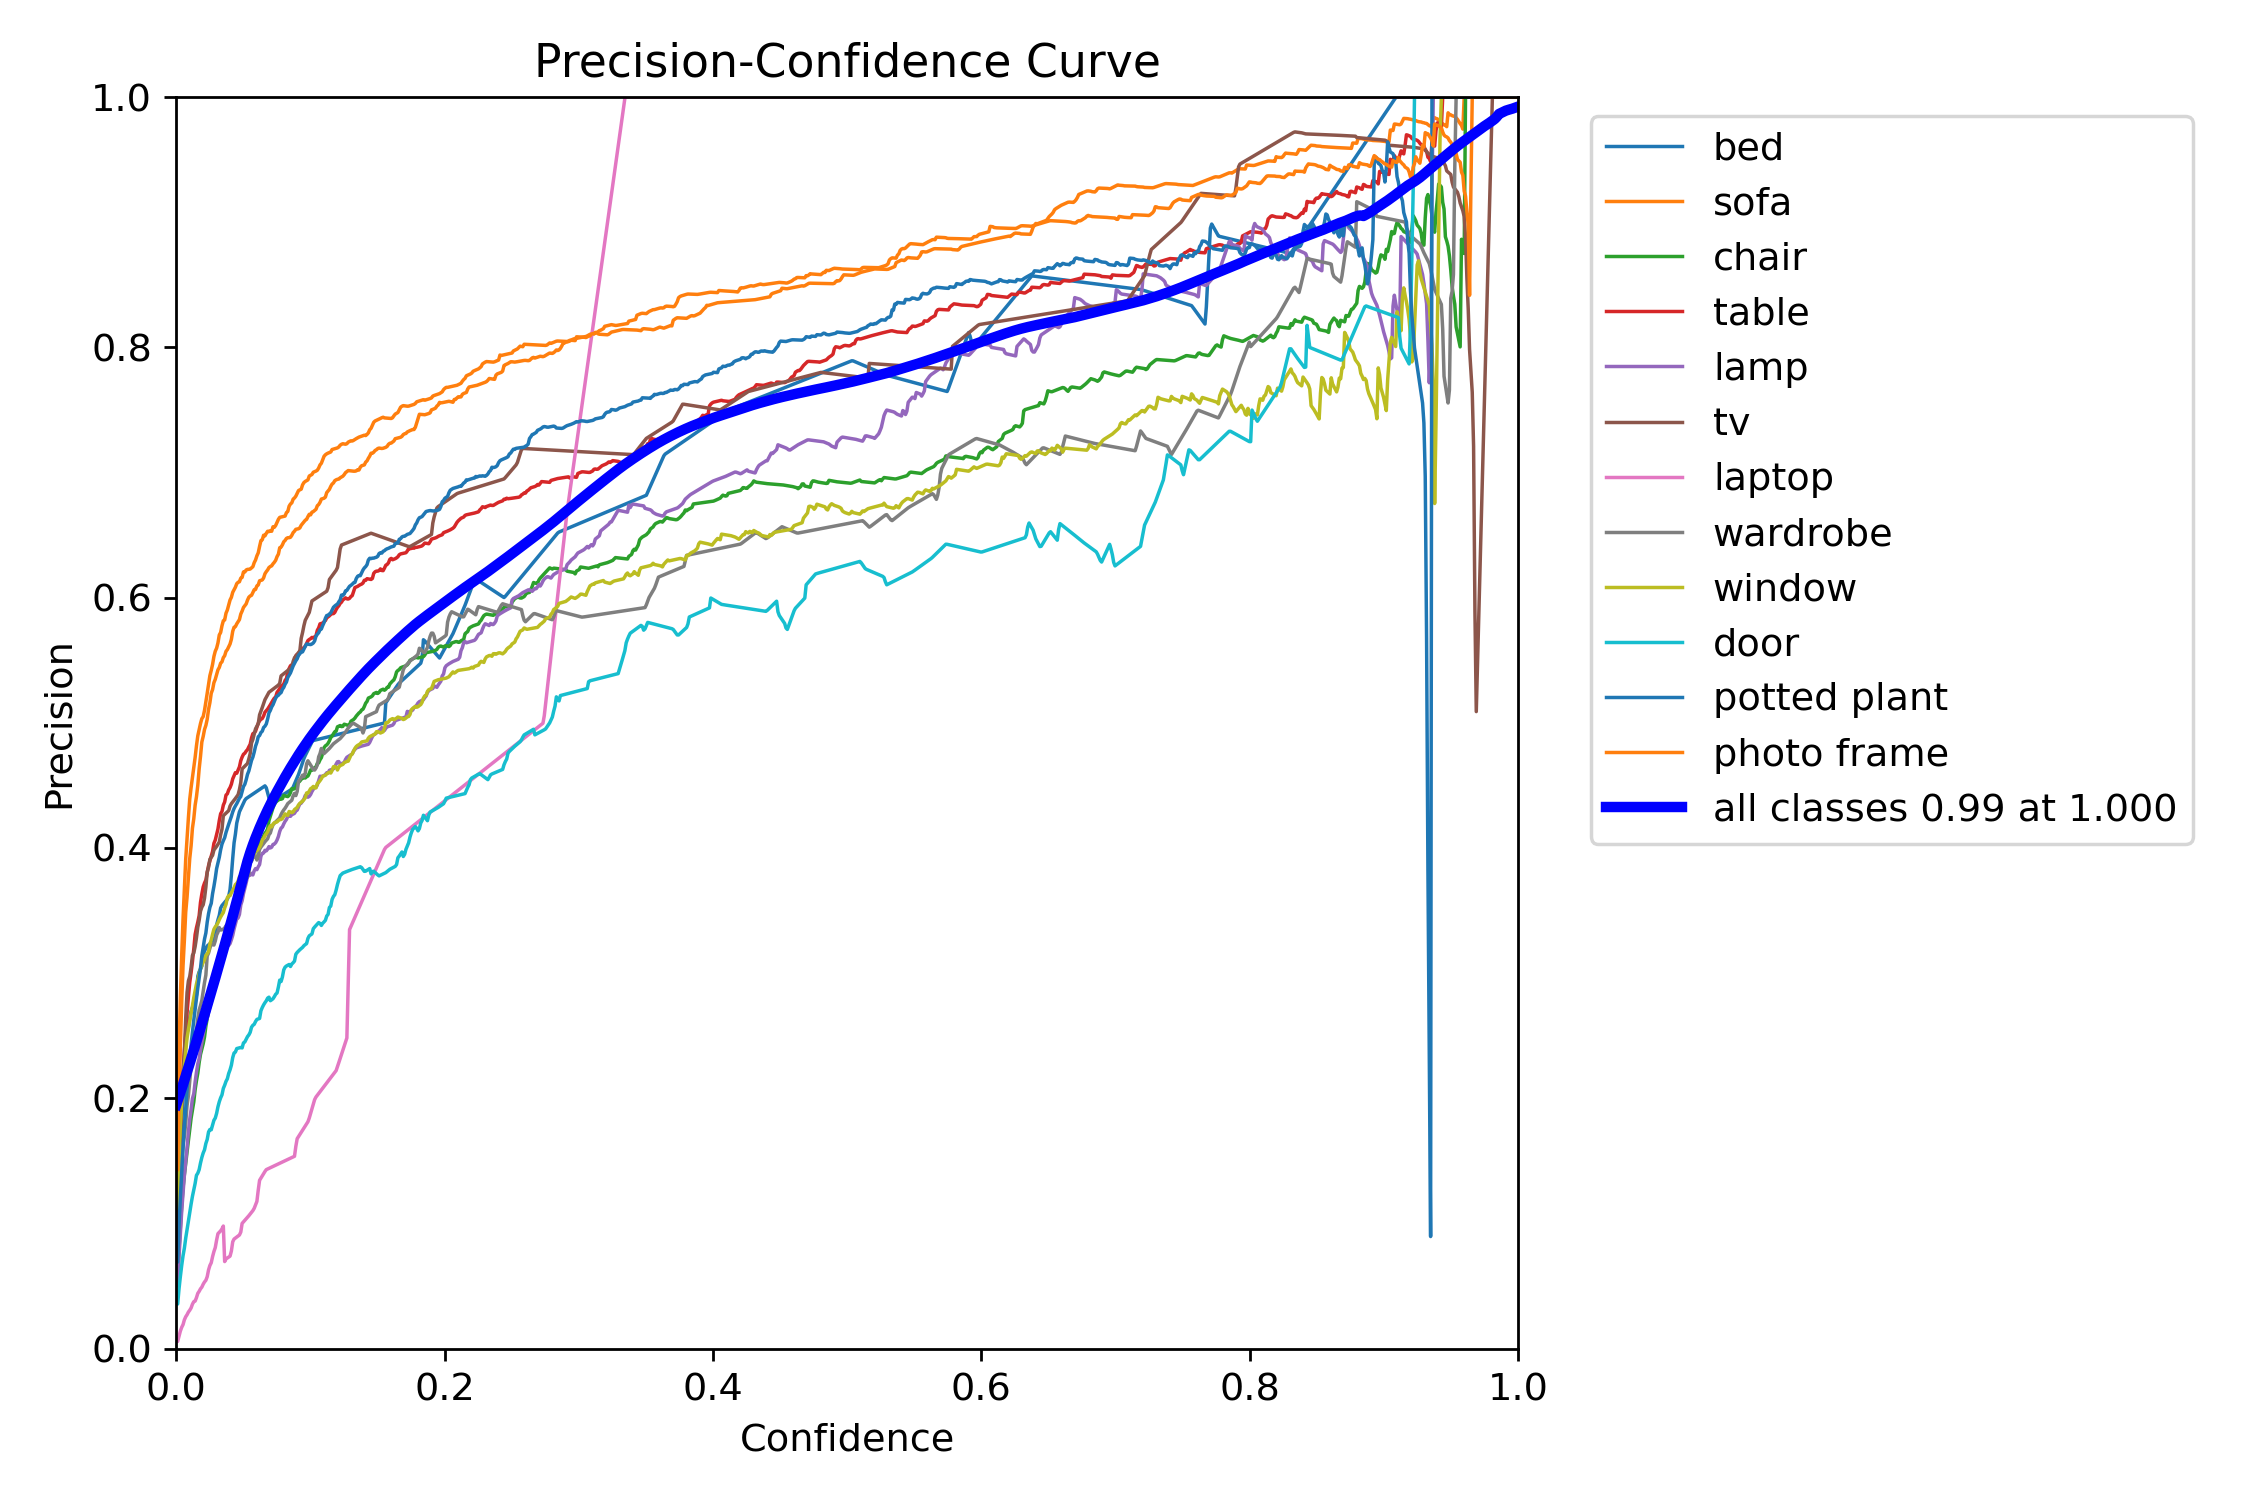 Precision-Confidence Curve
1.0
0.8
0.6
0.4
0.2
0.0
Precision
0.0 0.2 0.4 0.6 0.8 1.0
Confidence
bed
sofa
chair
table
lamp
tv
laptop
wardrobe
window
door
potted plant
photo frame
all classes 0.99 at 1.000